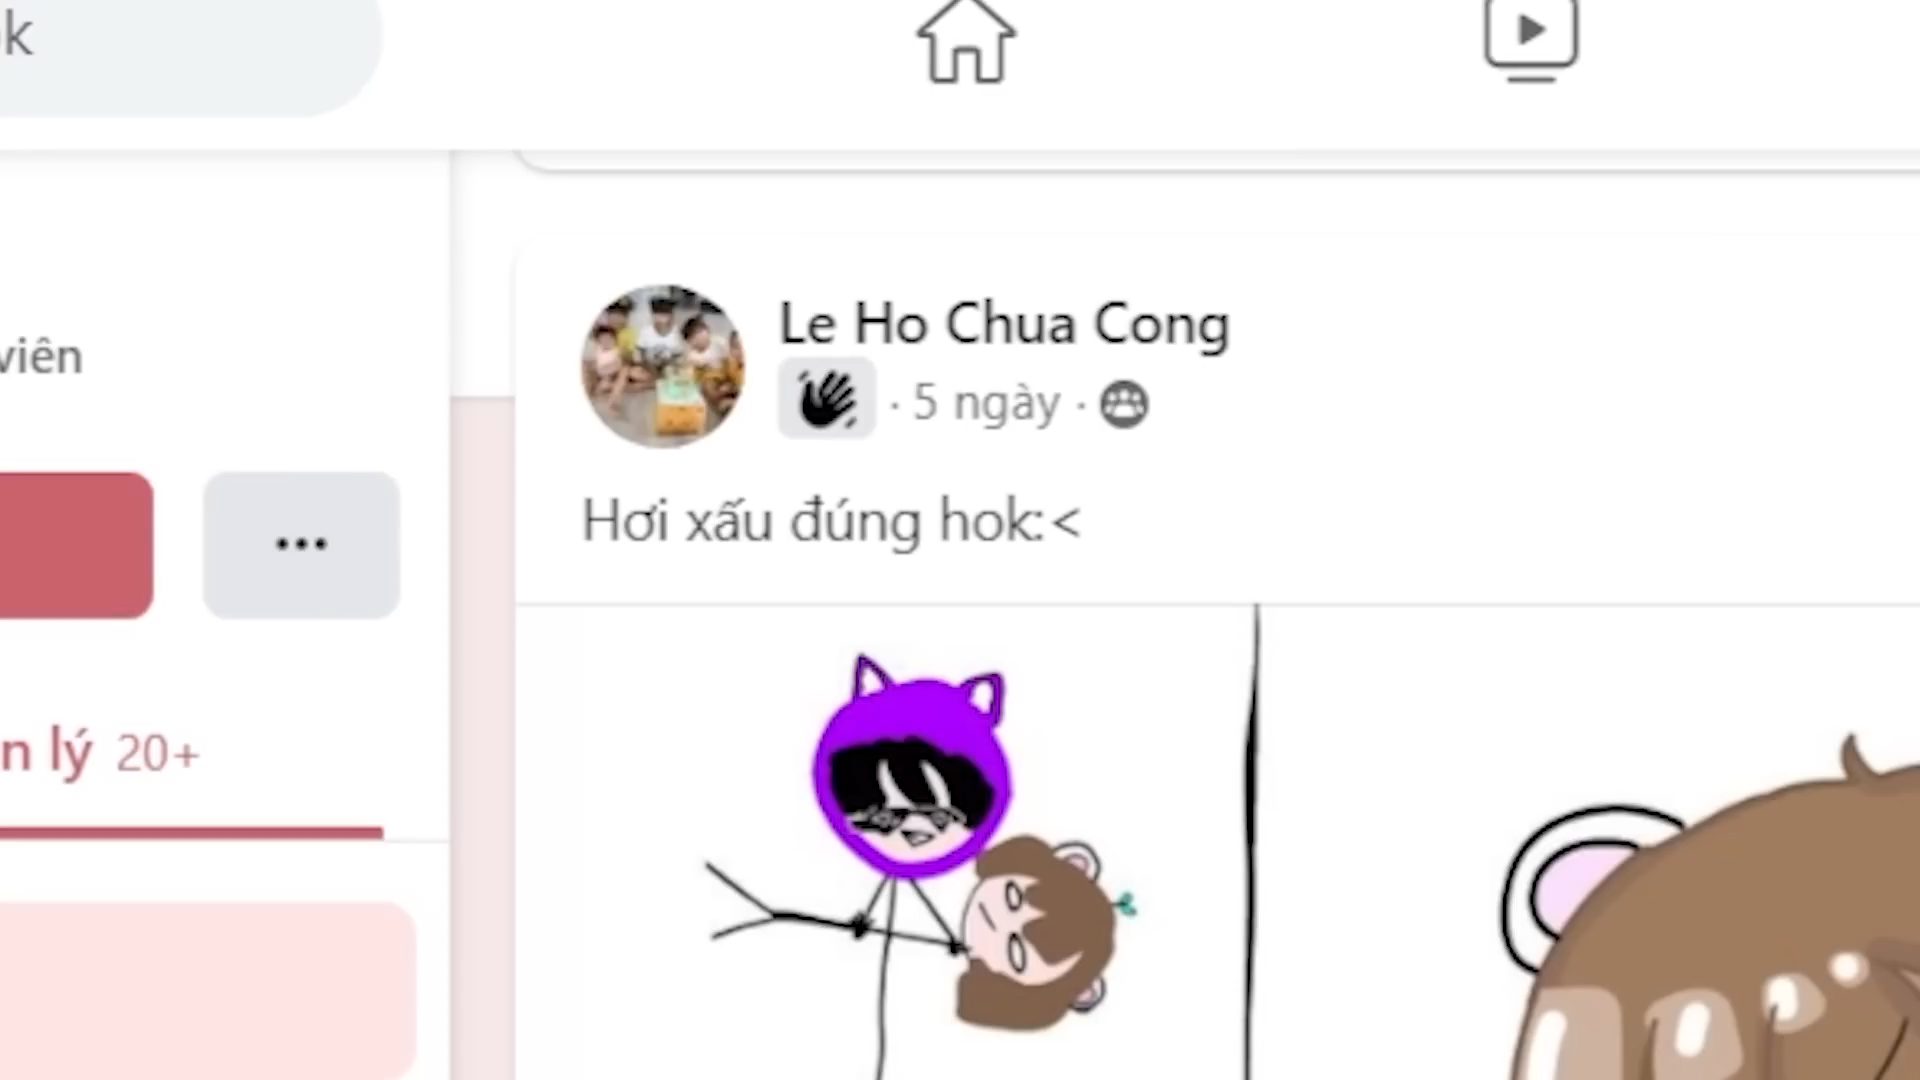 k
viên
Le Ho Chua Cong
· 5 ngày ·
Hơi xấu đúng hok:<
n lý 20+